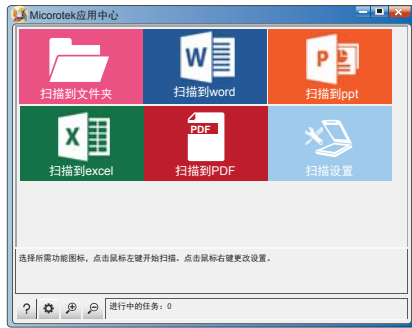 Micorotek应用中心
扫描到文件夹
W
扫描到word
P
扫描到ppt
X
扫描到excel
PDF
扫描到PDF
扫描设置
选择所需功能图标，点击鼠标左键开始扫描。点击鼠标右键更改设置。
? 进行中的任务：0